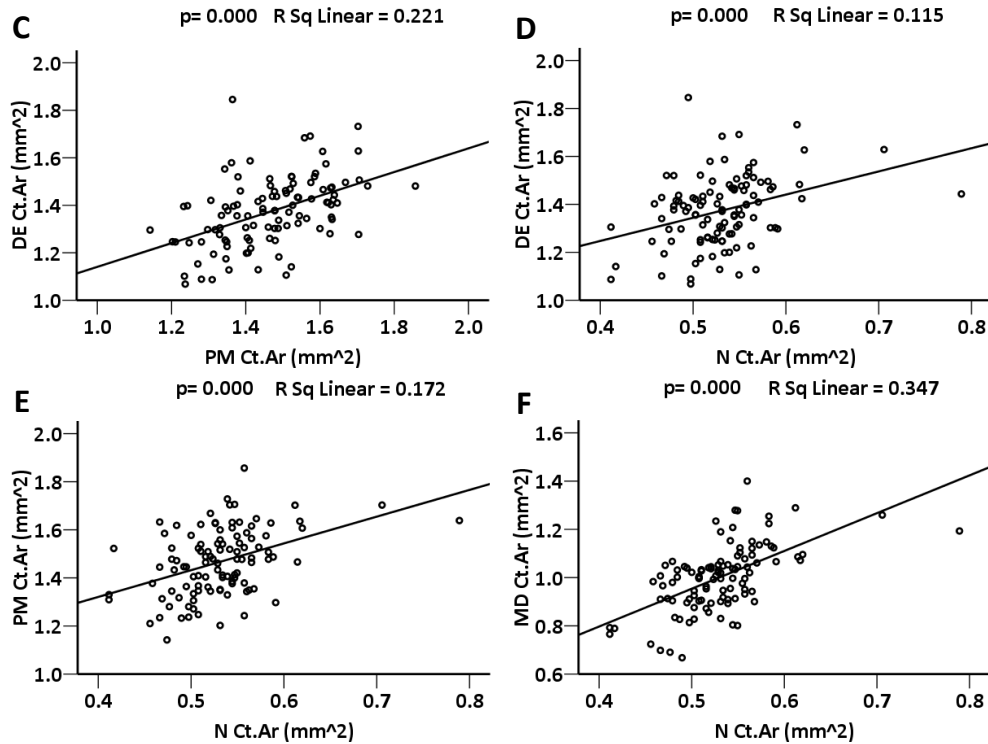 C
p= 0.000 R Sq Linear = 0.221
DE Ct.Ar (mm^2)
2.0
1.8
1.6
1.4
1.2
1.0
1.0 1.2 1.4 1.6 1.8 2.0
PM Ct.Ar (mm^2)
D
p= 0.000 R Sq Linear = 0.115
DE Ct.Ar (mm^2)
2.0
1.8
1.6
1.4
1.2
1.0
0.4 0.5 0.6 0.7 0.8
N Ct.Ar (mm^2)
E
p= 0.000 R Sq Linear = 0.172
PM Ct.Ar (mm^2)
2.0
1.8
1.6
1.4
1.2
1.0
0.4 0.5 0.6 0.7 0.8
N Ct.Ar (mm^2)
F
p= 0.000 R Sq Linear = 0.347
MD Ct.Ar (mm^2)
1.6
1.4
1.2
1.0
0.8
0.6
0.4 0.5 0.6 0.7 0.8
N Ct.Ar (mm^2)